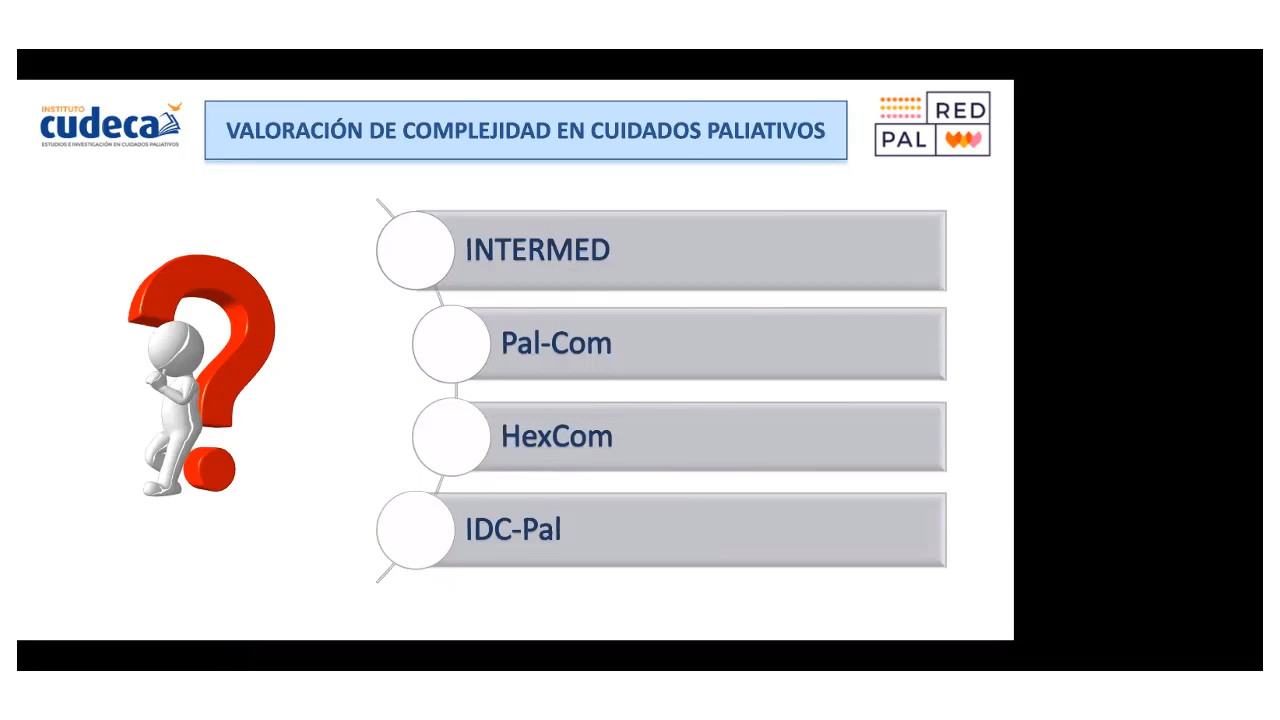 INSTITUTO
cudeca
ESTUDIOS E INVESTIGACIÓN EN CUIDADOS PALIATIVOS
VALORACIÓN DE COMPLEJIDAD EN CUIDADOS PALIATIVOS
RED
PAL
INTERMED
Pal-Com
HexCom
IDC-Pal